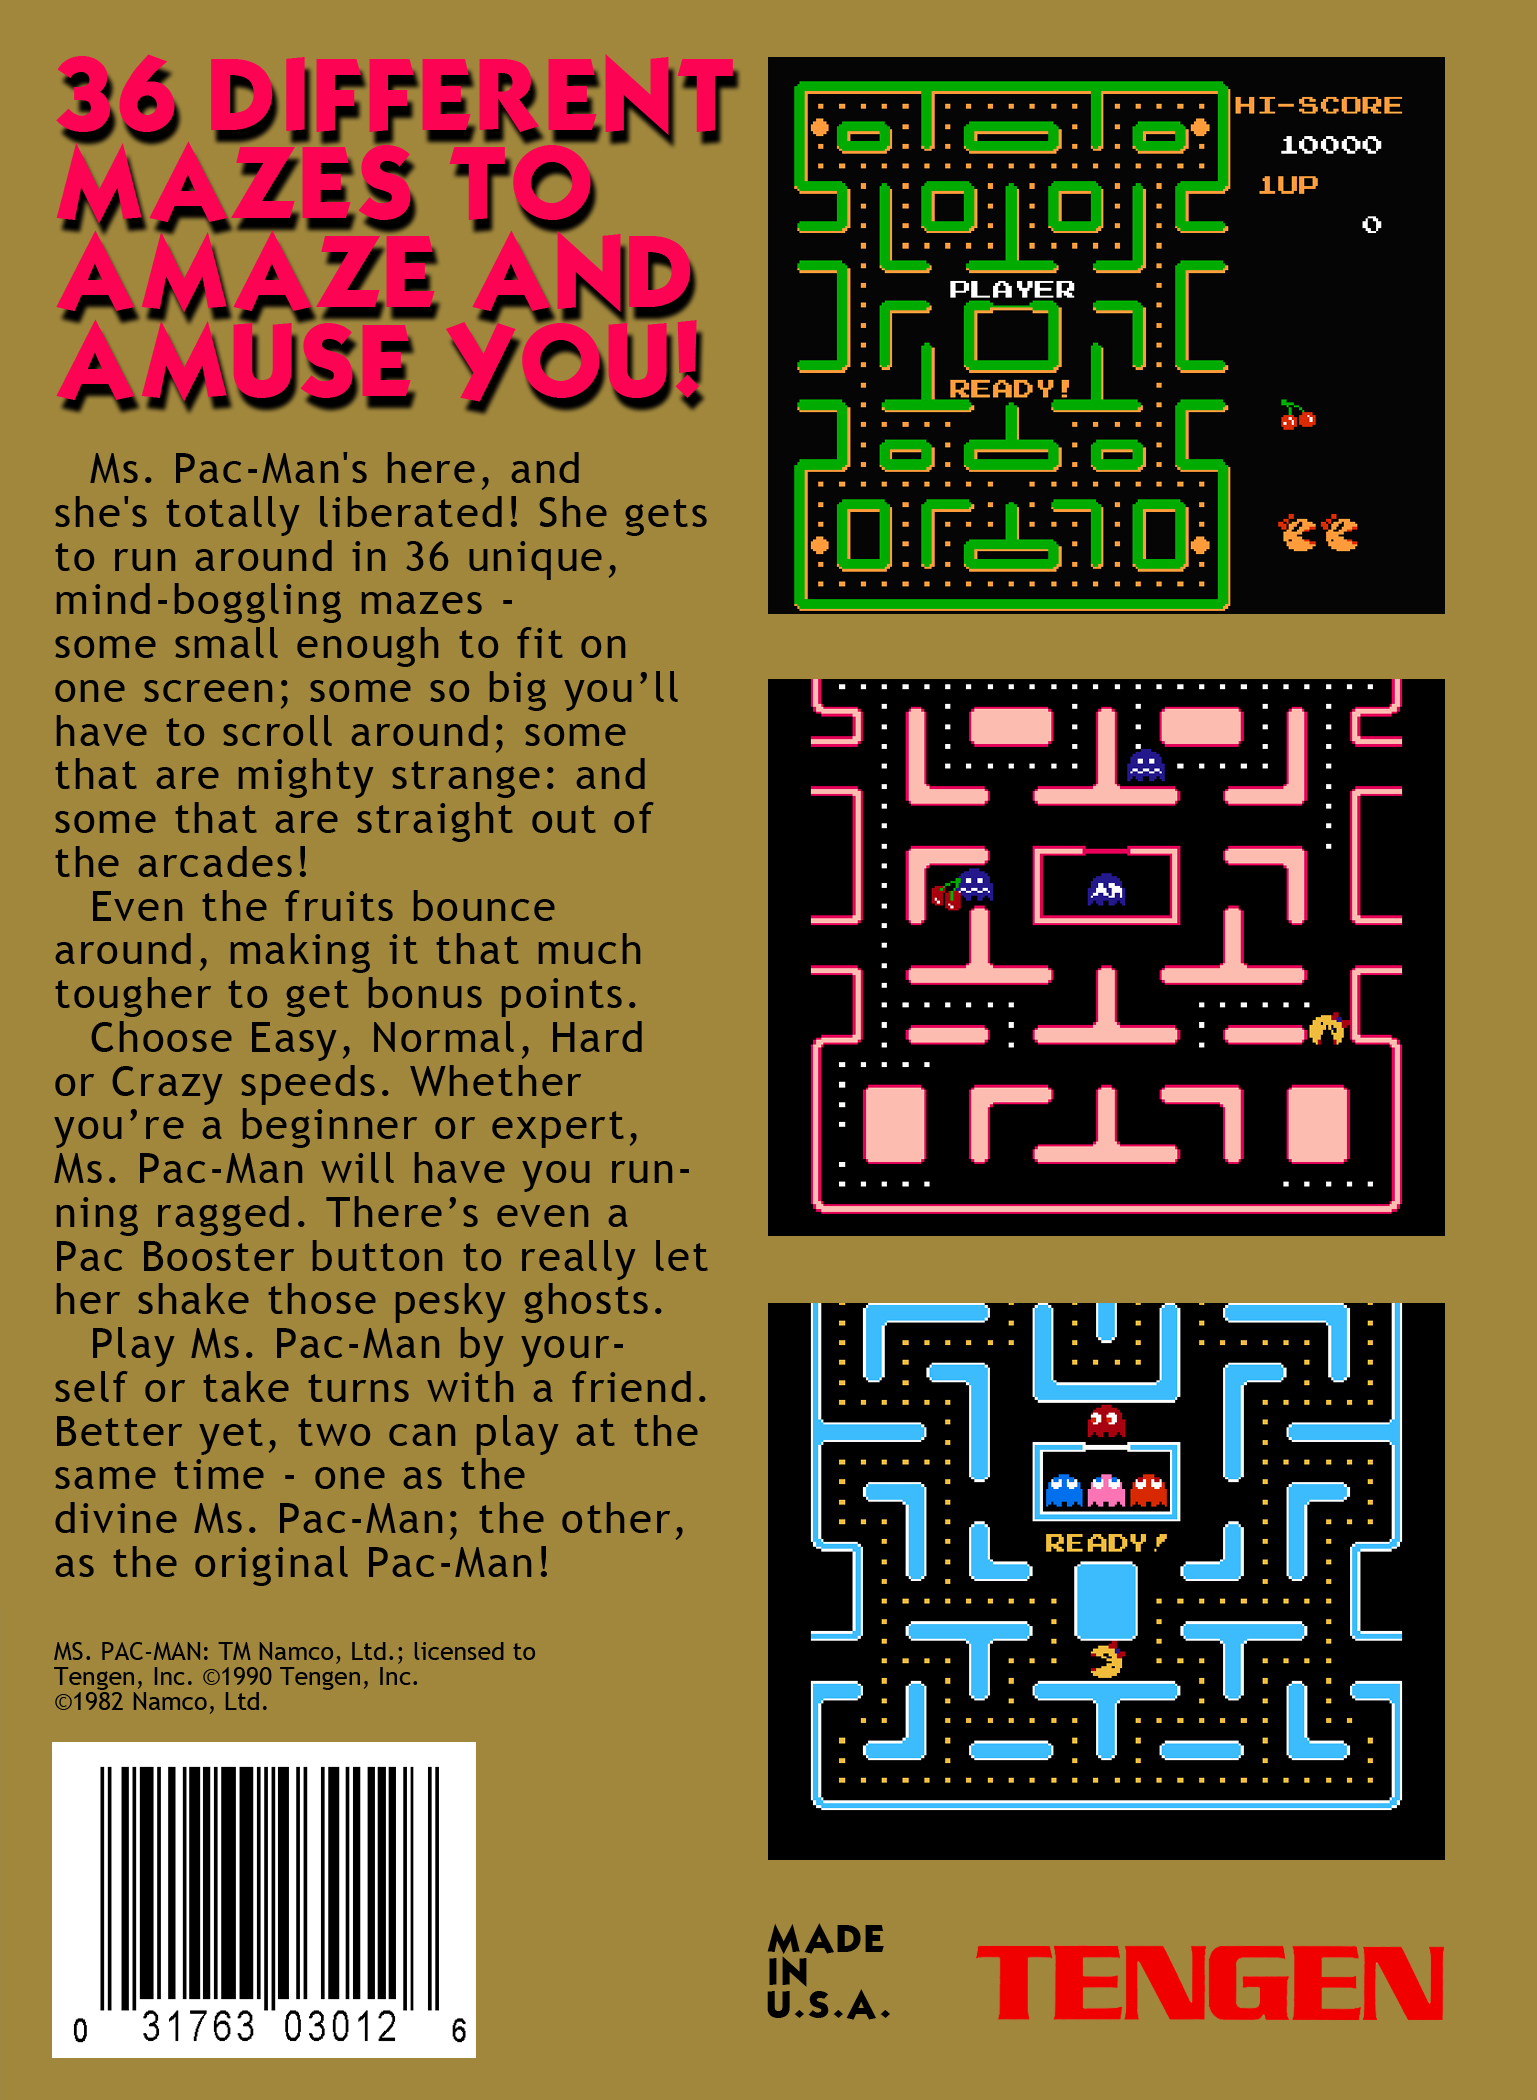 36 DIFFERENT
MAZES TO
AMAZE AND
AMUSE YOU!
Ms. Pac-Man's here, and
she's totally liberated! She gets
to run around in 36 unique,
mind-boggling mazes -
some small enough to fit on
one screen; some so big you’ll
have to scroll around; some
that are mighty strange: and
some that are straight out of
the arcades!
Even the fruits bounce
around, making it that much
tougher to get bonus points.
Choose Easy, Normal, Hard
or Crazy speeds. Whether
you’re a beginner or expert,
Ms. Pac-Man will have you run-
ning ragged. There’s even a
Pac Booster button to really let
her shake those pesky ghosts.
Play Ms. Pac-Man by your-
self or take turns with a friend.
Better yet, two can play at the
same time - one as the
divine Ms. Pac-Man; the other,
as the original Pac-Man!
MS. PAC-MAN: TM Namco, Ltd.; licensed to
Tengen, Inc. ©1990 Tengen, Inc.
©1982 Namco, Ltd.
0 31763 03012 6
HI-SCORE
10000
1UP
0
PLAYER
READY!
READY!
MADE
IN
U.S.A.
TENGEN